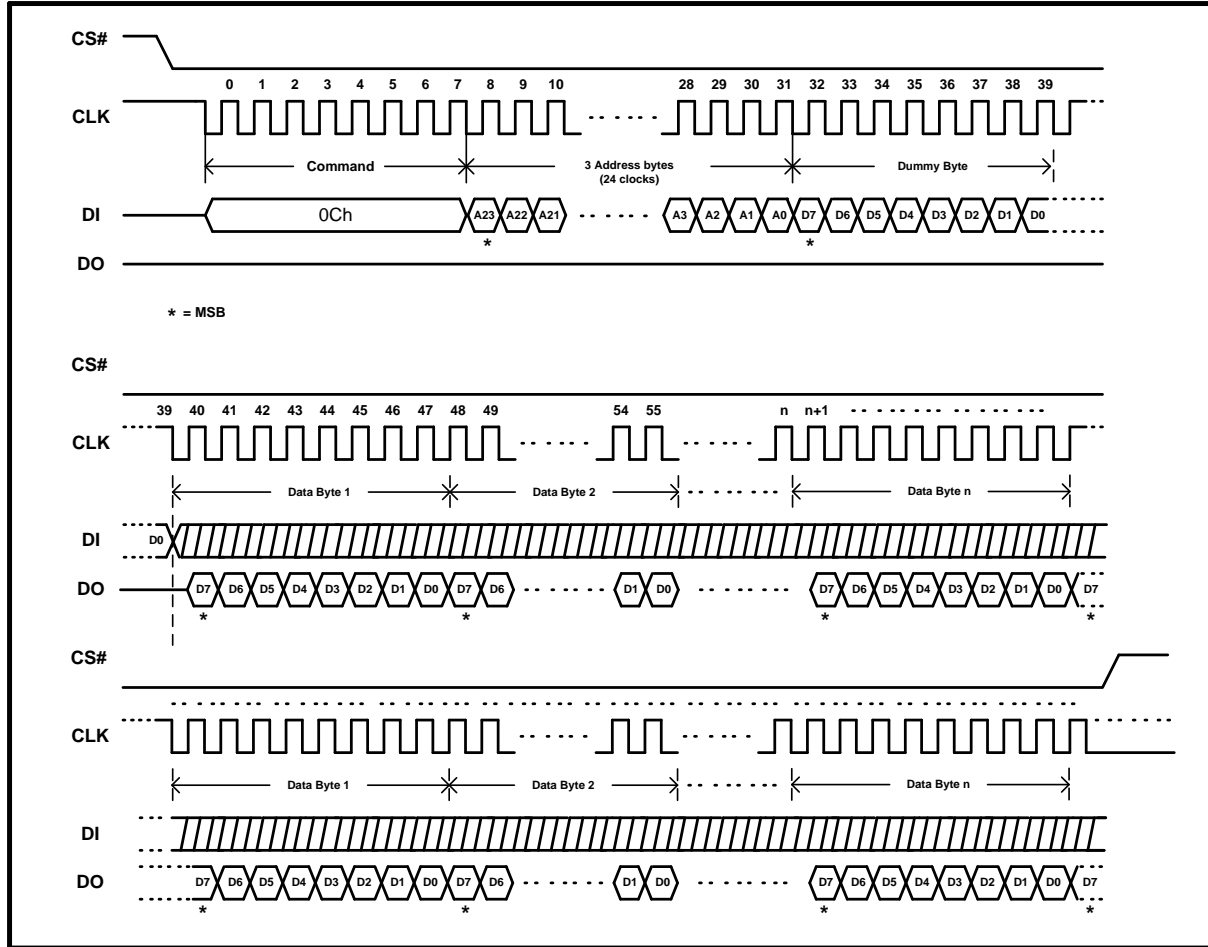 CS#
0 1 2 3 4 5 6 7 8 9 10 28 29 30 31 32 33 34 35 36 37 38 39
CLK
Command 3 Address bytes Dummy Byte
(24 clocks)
DI 0Ch A23 A22 A21 A3 A2 A1 A0 D7 D6 D5 D4 D3 D2 D1 D0
* *
DO
* = MSB
CS#
39 40 41 42 43 44 45 46 47 48 49 54 55 n n+1
CLK
Data Byte 1 Data Byte 2 Data Byte n
DI D0
DO D7 D6 D5 D4 D3 D2 D1 D0 D7 D6 D1 D0 D7 D6 D5 D4 D3 D2 D1 D0 D7
* * * *
CS#
CLK
Data Byte 1 Data Byte 2 Data Byte n
DI
DO D7 D6 D5 D4 D3 D2 D1 D0 D7 D6 D1 D0 D7 D6 D5 D4 D3 D2 D1 D0 D7
* * * *